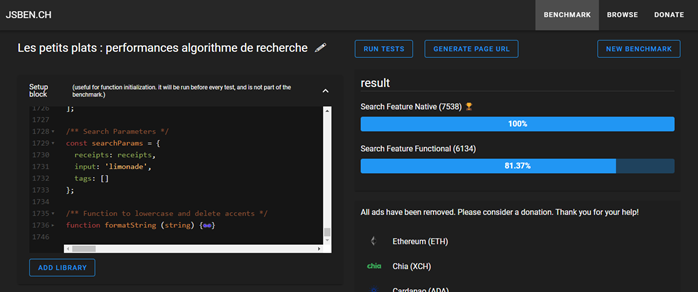 JSBEN.CH
BENCHMARK
BROWSE
DONATE
Les petits plats : performances algorithme de recherche
RUN TESTS
GENERATE PAGE URL
NEW BENCHMARK
Setup block
(useful for function initialization. it will be run before every test, and is not part of the benchmark.)
1726 ];
1727
1728 /** Search Parameters */
1729 const searchParams = {
1730 receipts: receipts,
1731 input: 'limonade',
1732 tags: []
1733 };
1734
1735 /** Function to lowercase and delete accents */
1736 function formatString (string) {↔}
1746
ADD LIBRARY
result
Search Feature Native (7538) 🏆
100%
Search Feature Functional (6134)
81.37%
All ads have been removed. Please consider a donation. Thank you for your help!
Ethereum (ETH)
chia
Chia (XCH)
Cardanao (ADA)